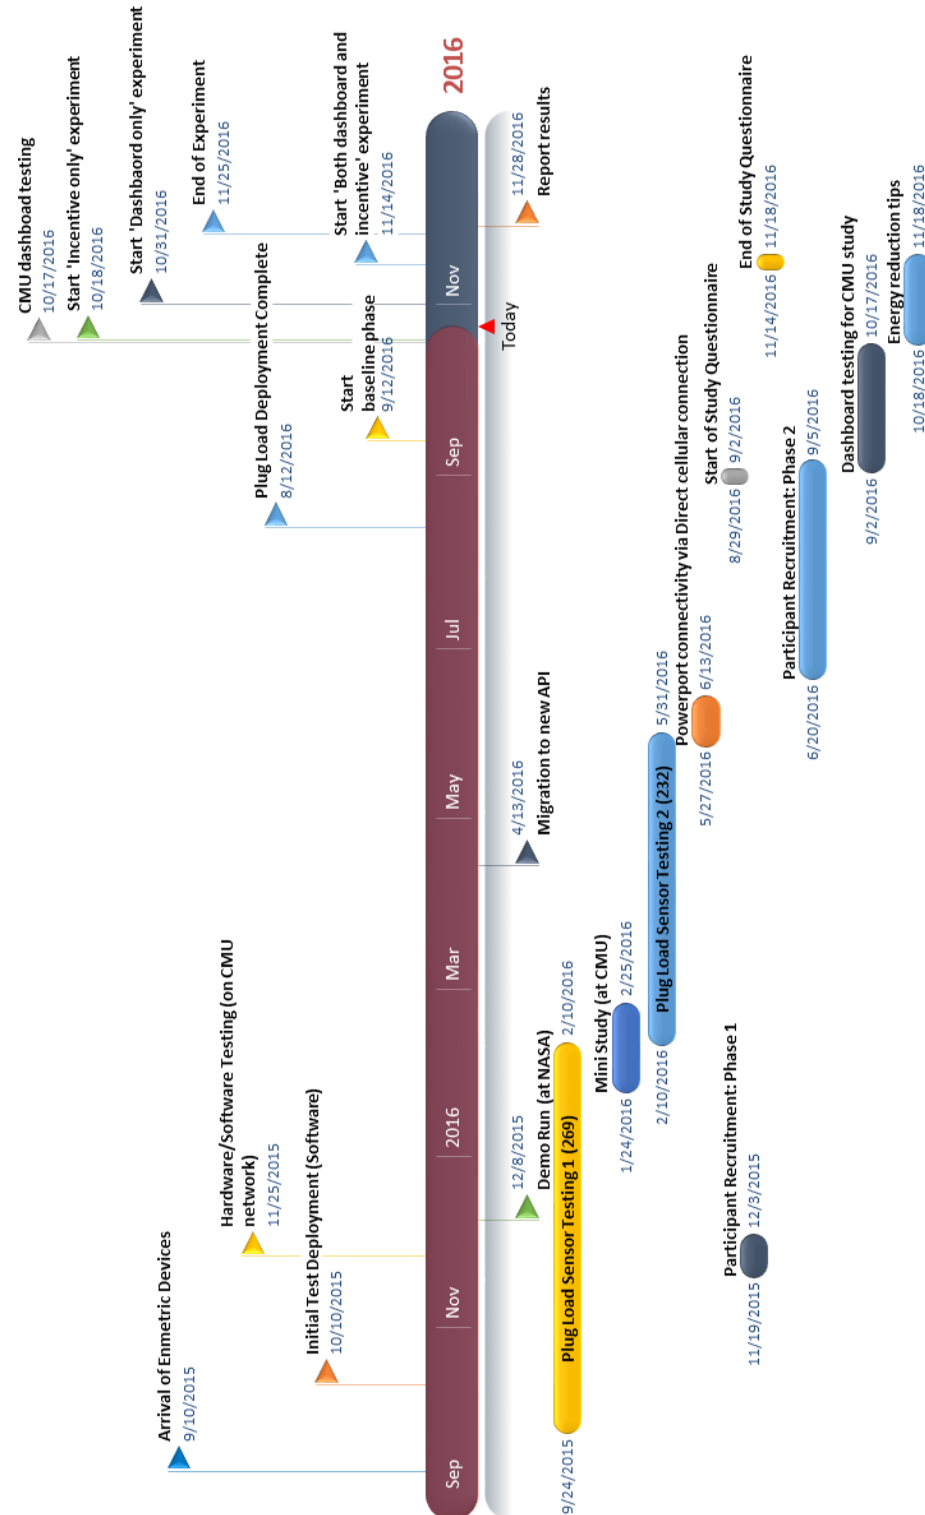 Arrival of Enmetric Devices
9/10/2015
Hardware/Software Testing (on CMU
network)
11/25/2015
Initial Test Deployment (Software)
10/10/2015
CMU dashboad testing
10/17/2016
Start 'Incentive only' experiment
10/18/2016
Start 'Dashbaord only' experiment
10/31/2016
End of Experiment
11/25/2016
Plug Load Deployment Complete
8/12/2016
Start 'Both dashboard and
incentive' experiment
11/14/2016
Start
baseline phase
9/12/2016
Sep
Nov
2016
Mar
May
Jul
Sep
Nov
2016
Today
12/8/2015
Demo Run (at NASA)
4/13/2016
Migration to new API
11/28/2016
Report results
9/24/2015
Plug Load Sensor Testing 1 (269)
2/10/2016
Mini Study (at CMU)
1/24/2016
2/25/2016
2/10/2016
Plug Load Sensor Testing 2 (232)
5/31/2016
Powerport connectivity via Direct cellular connection
5/27/2016
6/13/2016
Start of Study Questionnaire
8/29/2016
9/2/2016
Participant Recruitment: Phase 1
11/19/2015
12/3/2015
End of Study Questionnaire
11/14/2016
11/18/2016
Participant Recruitment: Phase 2
6/20/2016
9/5/2016
Dashboard testing for CMU study
9/2/2016
10/17/2016
Energy reduction tips
10/18/2016
11/18/2016